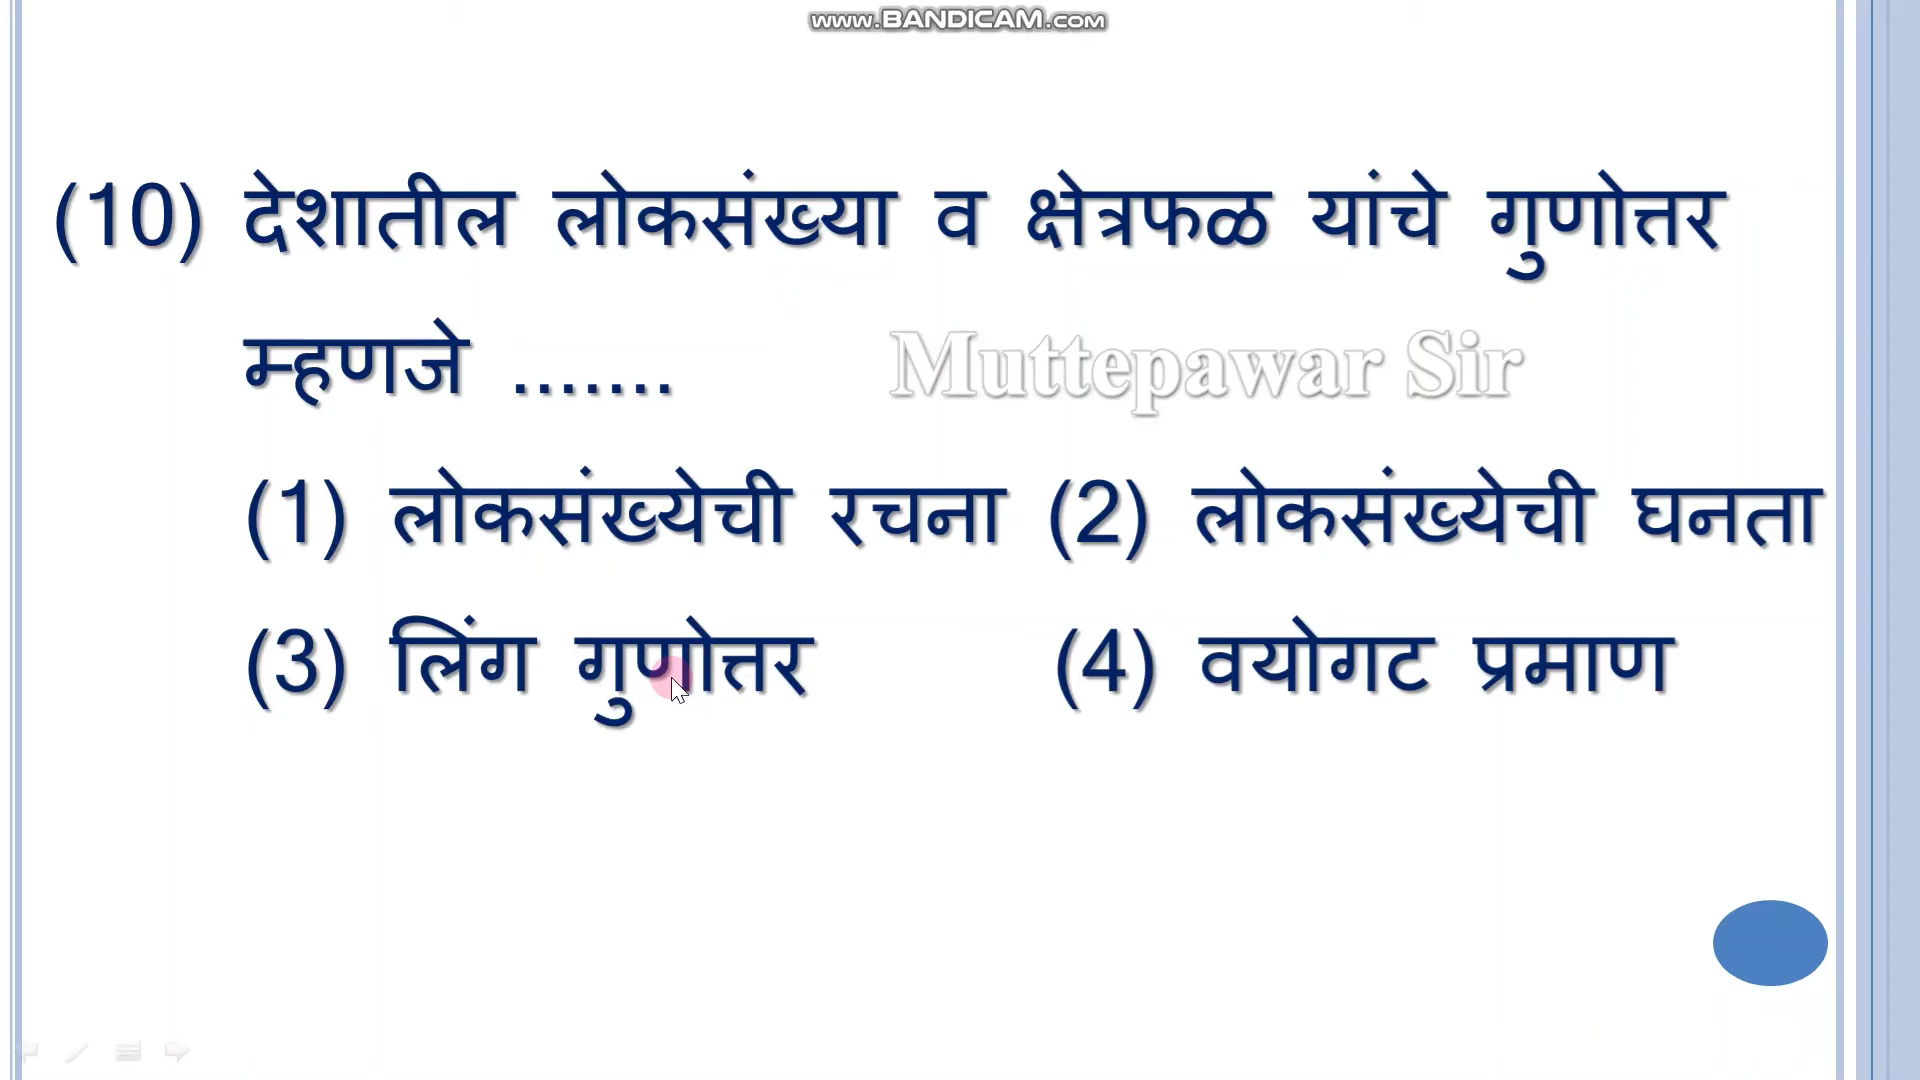 www.BANDICAM.com
(10) देशातील लोकसंख्या व क्षेत्रफळ यांचे गुणोत्तर
म्हणजे .......
Muttepawar Sir
(1) लोकसंख्येची रचना (2) लोकसंख्येची घनता
(3) लिंग गुणोत्तर (4) वयोगट प्रमाण